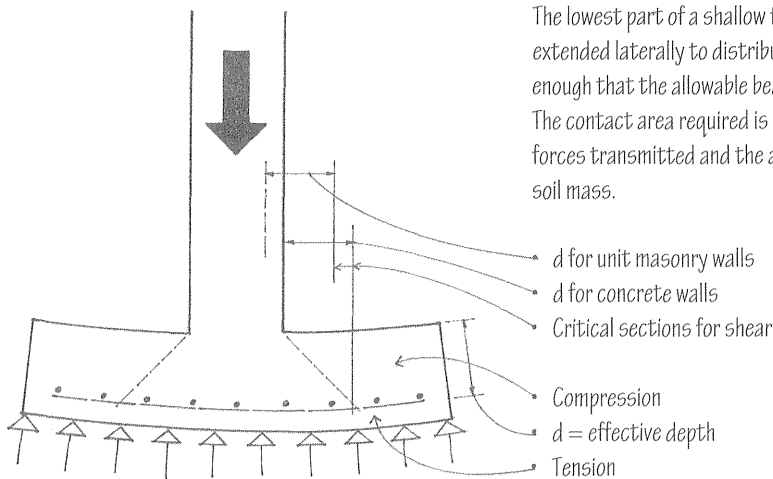 The lowest part of a shallow
extended laterally to
enough that the allowable
The contact area required is
forces transmitted and the
soil mass.
d for unit masonry walls
d for concrete walls
Critical sections for shear
Compression
d = effective depth
Tension